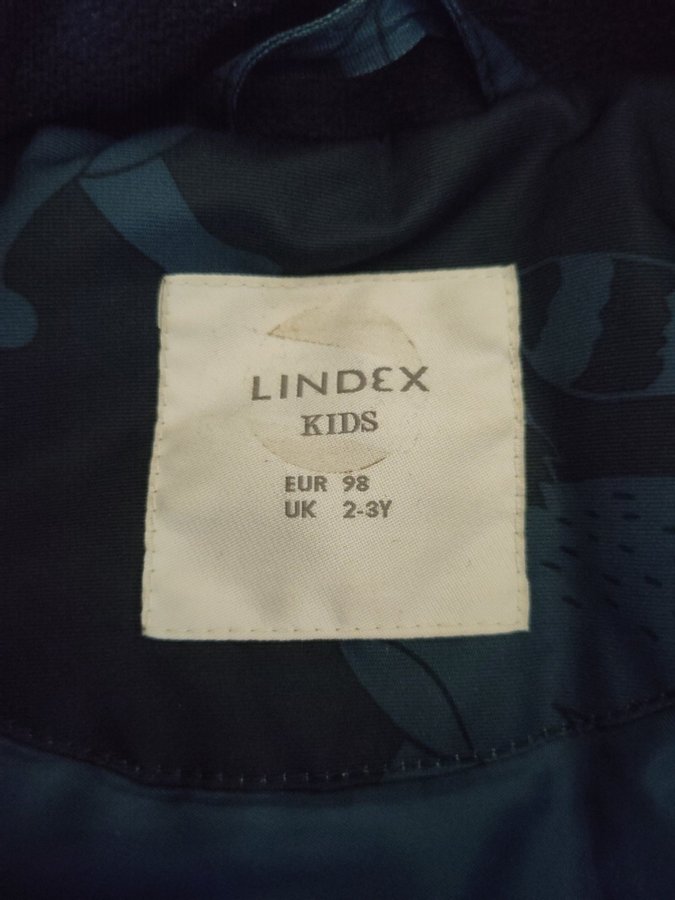 LINDEX
KIDS
EUR 98
UK 2-3Y